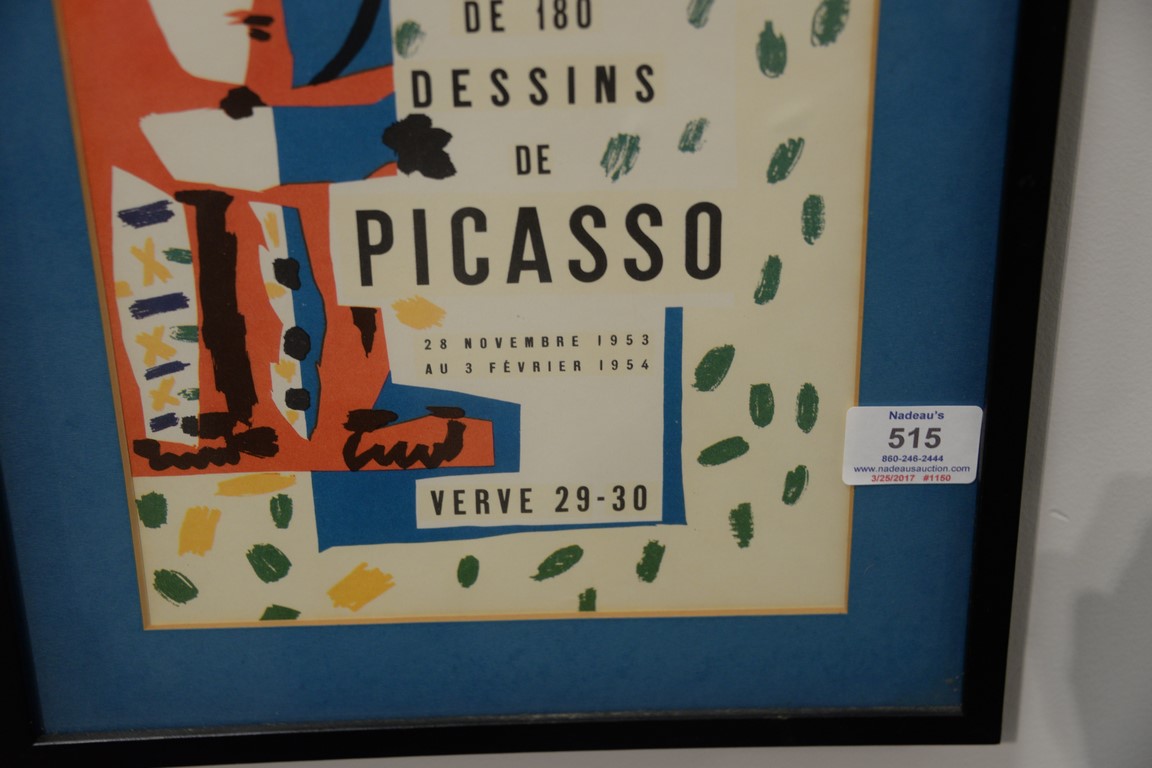 DE 180
DESSINS
DE
PICASSO
28 NOVEMBRE 1953
AU 3 FÉVRIER 1954
VERVE 29-30
Nadeau's
515
860-246-2444
www.nadeausauction.com
3/25/2017 #1150